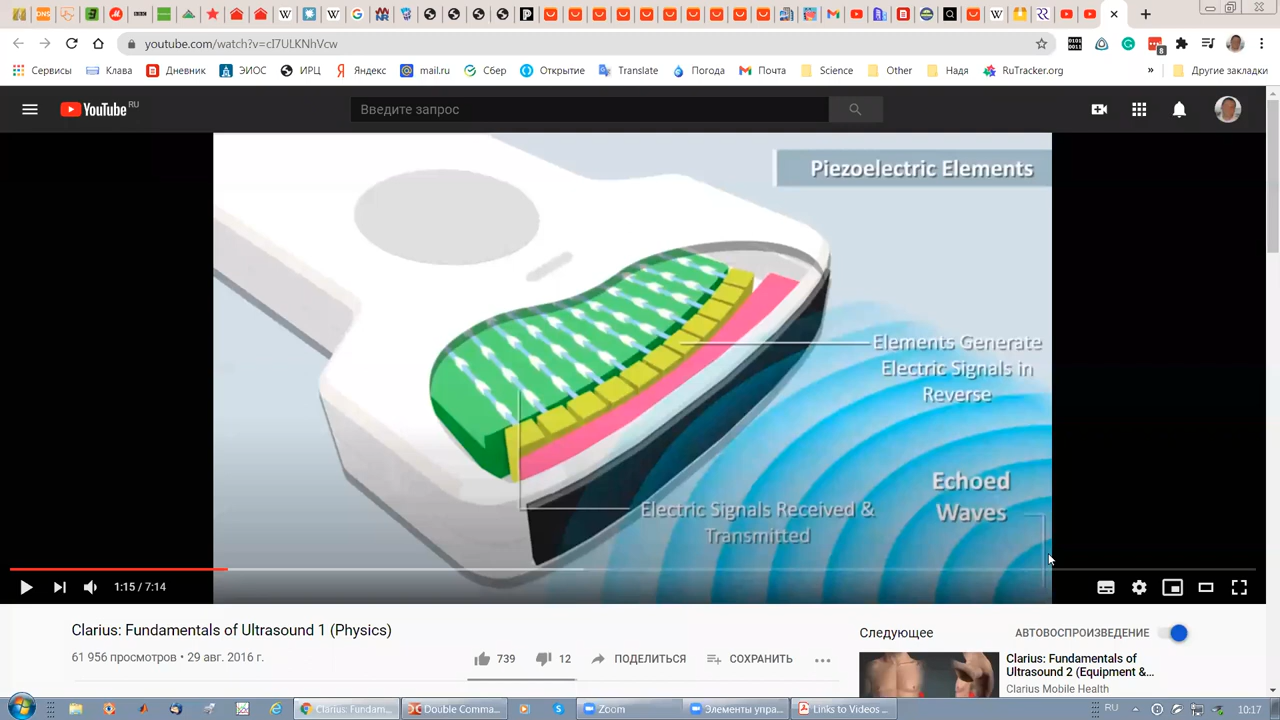 youtube.com/watch?v=cI7ULKNhVcw
Сервисы
Клава
Дневник
ЭИОС
ИРЦ
Яндекс
mail.ru
Сбер
Открытие
Translate
Погода
Почта
Science
Other
Надя
RuTracker.org
»
Другие закладки
YouTube RU
Введите запрос
Piezoelectric Elements
Elements Generate
Electric Signals in
Reverse
Echoed
Waves
Electric Signals Received &
Transmitted
1:15 / 7:14
Clarius: Fundamentals of Ultrasound 1 (Physics)
61 956 просмотров • 29 авг. 2016 г.
739
12
ПОДЕЛИТЬСЯ
СОХРАНИТЬ
Следующее
АВТОВОСПРОИЗВЕДЕНИЕ
Clarius: Fundamentals of
Ultrasound 2 (Equipment &...
Clarius Mobile Health
Clarius: Fundam...
Double Comma...
Zoom
Элементы упра...
Links to Videos ...
RU
10:17